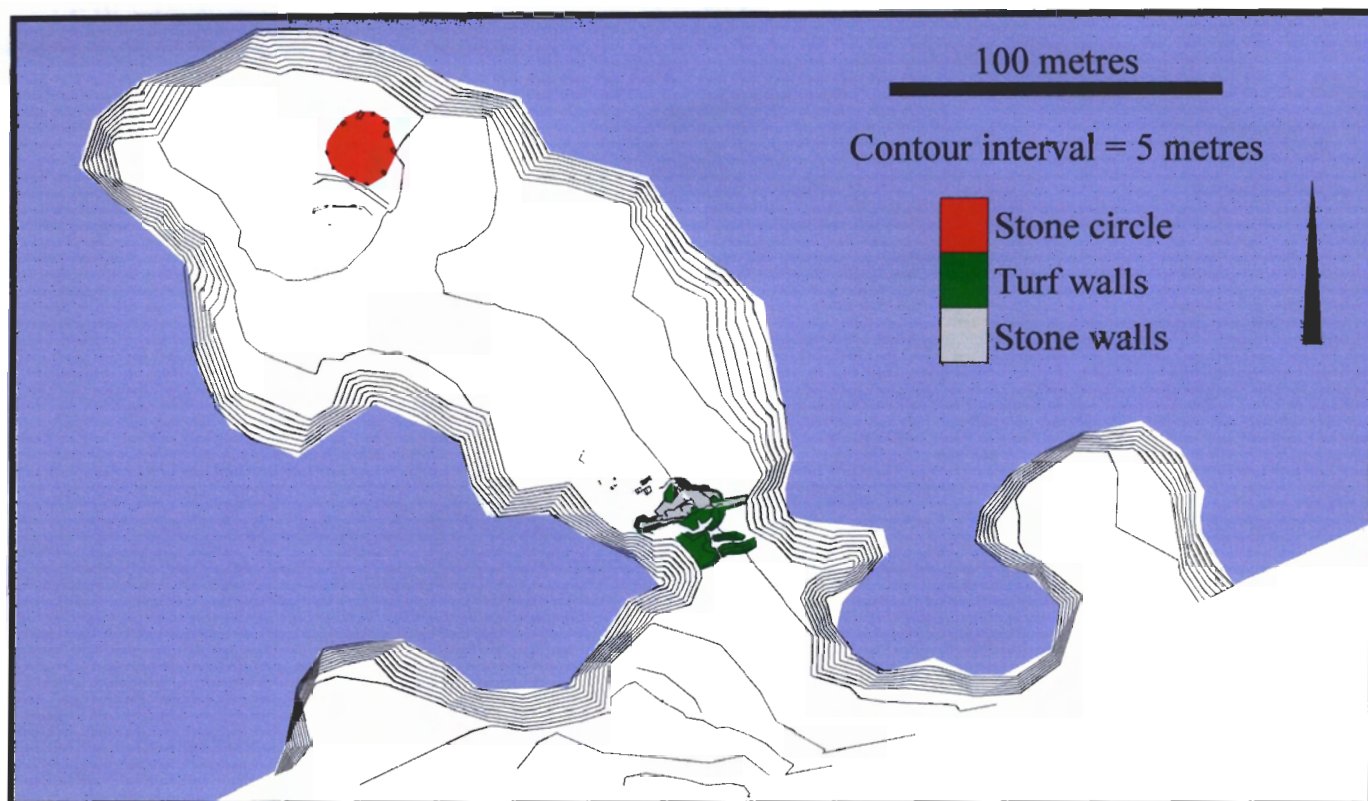 100 metres
Contour interval = 5 metres
Stone circle
Turf walls
Stone walls